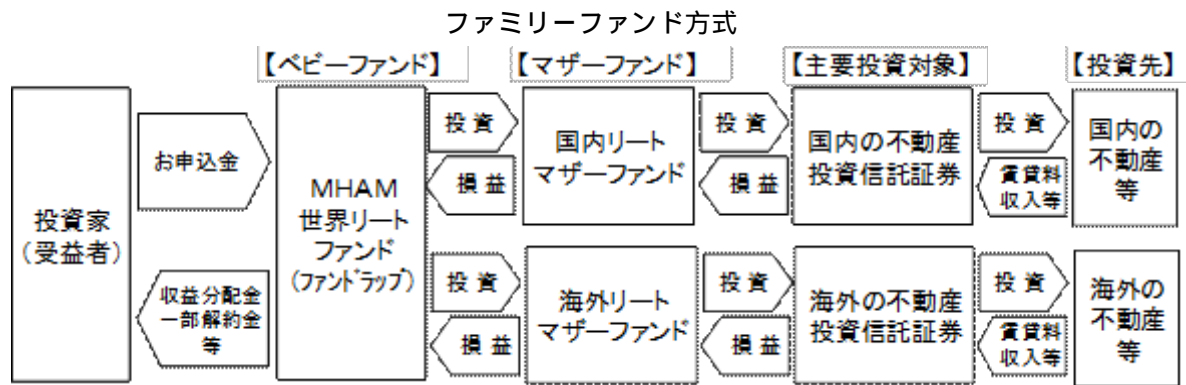 ファミリーファンド方式
【ベビーファンド】
【マザーファンド】
【主要投資対象】
【投資先】
投資家
（受益者）
お申込金
収益分配金
一部解約金
等
MHAM
世界リート
ファンド
（ファンドラップ）
投資
損益
国内リート
マザーファンド
投資
損益
国内の不動産
投資信託証券
投資
賃貸料
収入等
国内の
不動産
等
投資
損益
海外リート
マザーファンド
投資
損益
海外の不動産
投資信託証券
投資
賃貸料
収入等
海外の
不動産
等